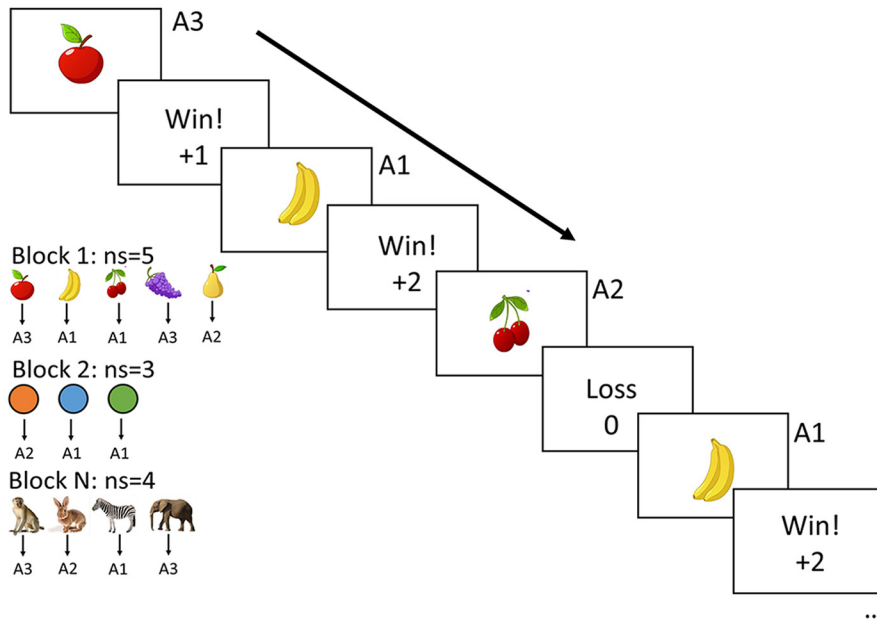 A3
Win!
+1
A1
Win!
+2
A2
Loss
0
A1
Win!
+2
...
Block 1: ns=5
A3 A1 A1 A3 A2
Block 2: ns=3
A2 A1 A1
Block N: ns=4
A3 A2 A1 A3